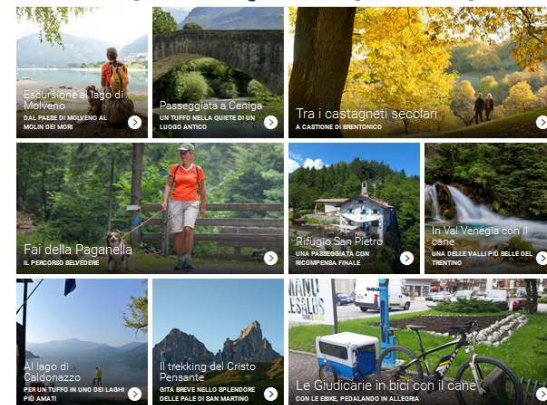 Escursione al lago di
Molveno
DAL PAESE DI MOLVENO AL
MOLIN DEI MORI
Passeggiata a Ceniga
UN TUFFO NELLA QUIETE DI UN
LUOGO ANTICO
Tra i castagneti secolari
A CASTIONE DI BRENTONICO
Fai della Paganella
IL PERCORSO BELVEDERE
Rifugio San Pietro
UNA PASSEGGIATA CON
RICOMPENSA FINALE
In Val Venegia con il
cane
UNA DELLE VALLI PIÙ BELLE DEL
TRENTINO
Al lago di
Caldonazzo
PER UN TUFFO IN UNO DEI LAGHI
PIÙ AMATI
Il trekking del Cristo
Pensante
GITA BREVE NELLO SPLENDORE
DELLE PALE DI SAN MARTINO
Le Giudicarie in bici con il cane
CON LE EBIKE, PEDALANDO IN ALLEGRIA